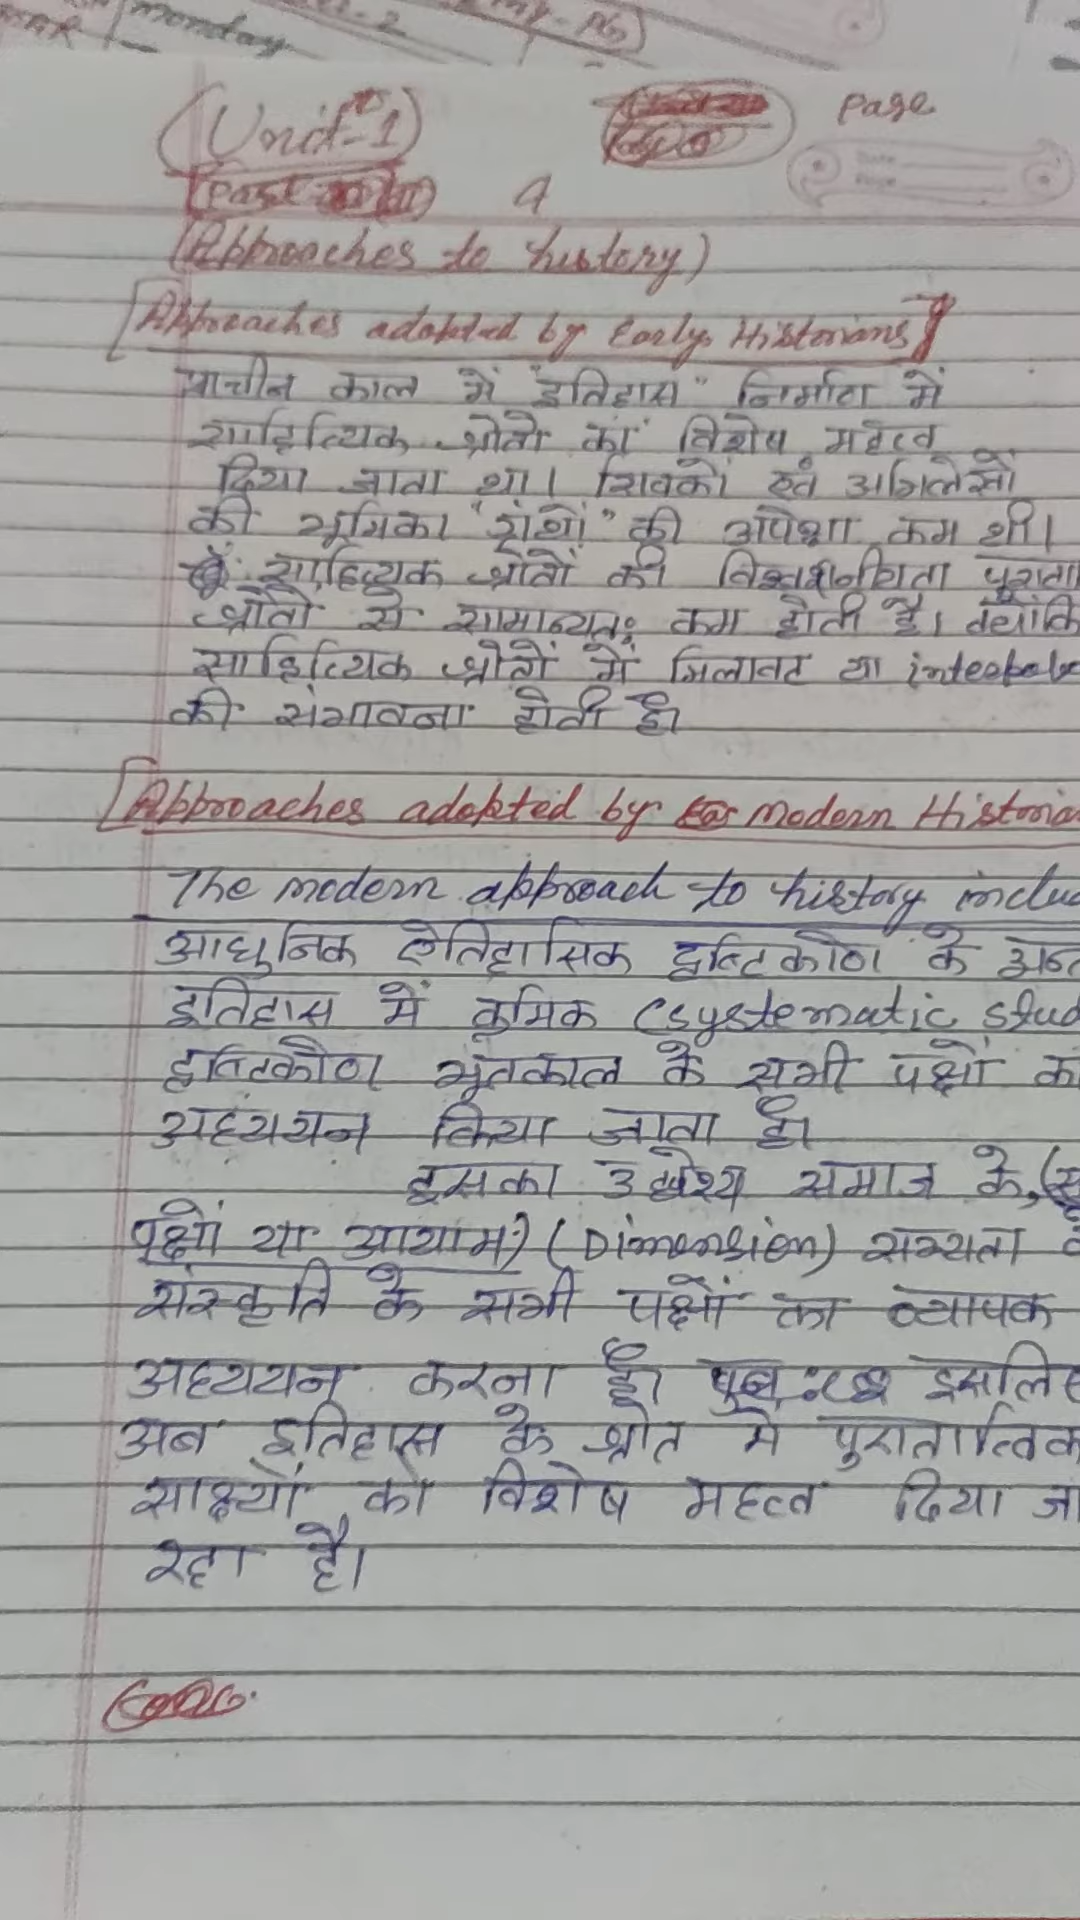 monday
(Unit-1)
Page
4
(Approaches to history)
[Approaches adopted by Early Historians]
प्राचीन काल में "इतिहास" निर्माण में
साहित्यिक श्रोतो को विशेष महत्व
दिया जाता था। सिक्को एवं अभिलेखों
की भूमिका "ग्रंथों" की अपेक्षा कम थी।
साहित्यिक श्रोतों की विश्वशनीयता
श्रोतों से सामान्यतः कम होती है। क्योंकि
साहित्यिक श्रोतों में मिलावट या
की संभावना होती है।
[Approaches adopted by Modern
The modern approach to history
आधुनिक ऐतिहासिक दृष्टिकोण के
इतिहास में क्रमिक (systematic
दृष्टिकोण भूतकाल के सभी पक्षों का
अध्ययन किया जाता है।
इसका उद्देश्य समाज के,
पक्षों या आयाम) (Dimension) सभ्यता
संस्कृति के सभी पक्षों का व्यापक
अध्ययन करना है। इसलिए
अब इतिहास के श्रोत मे पुरातात्विक
साक्ष्यों को विशेष महत्त दिया जा
रहा है।